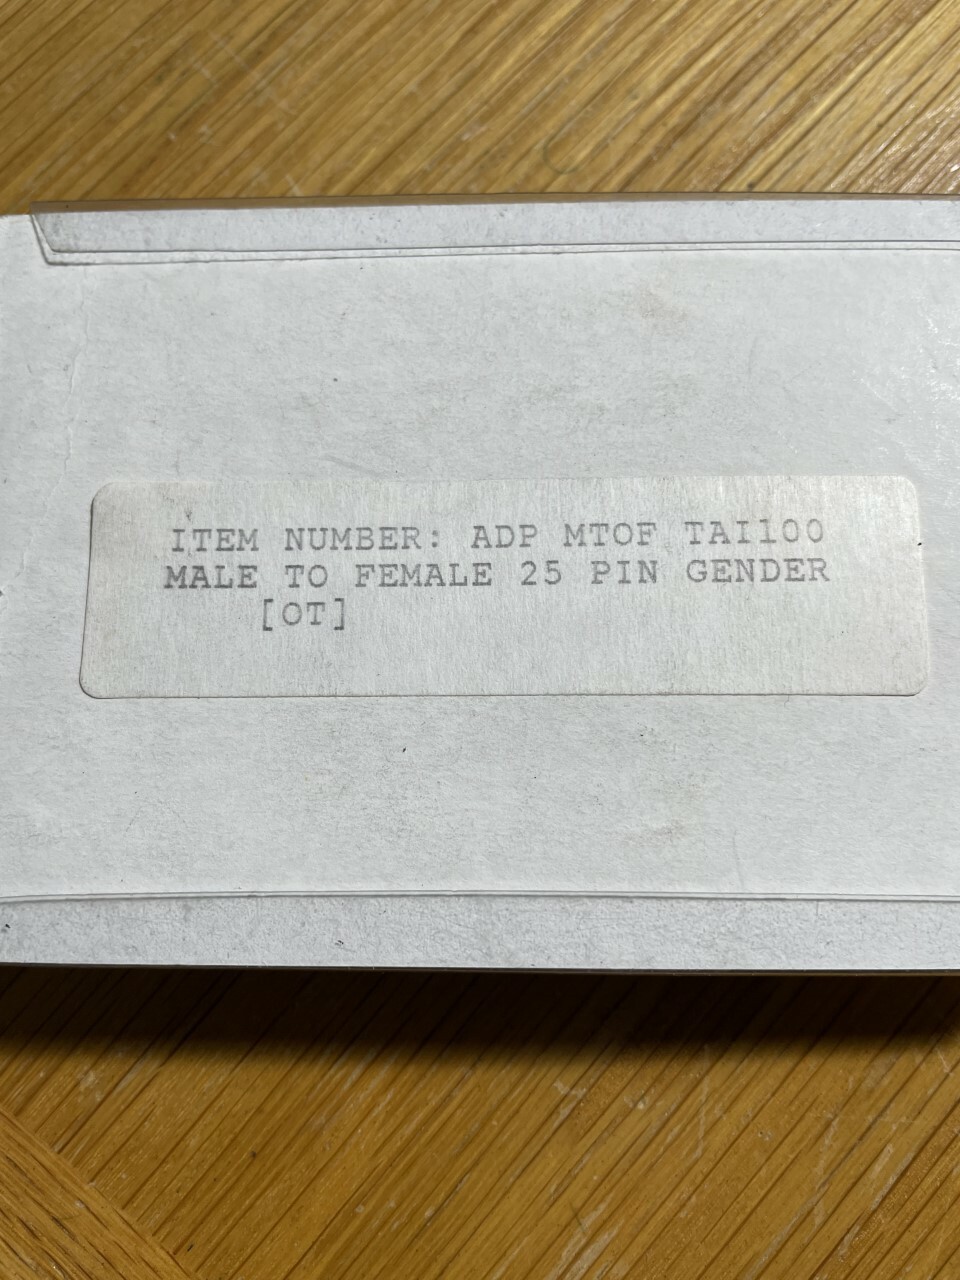 ITEM NUMBER: ADP MTOF TAI100
MALE TO FEMALE 25 PIN GENDER
[OT]